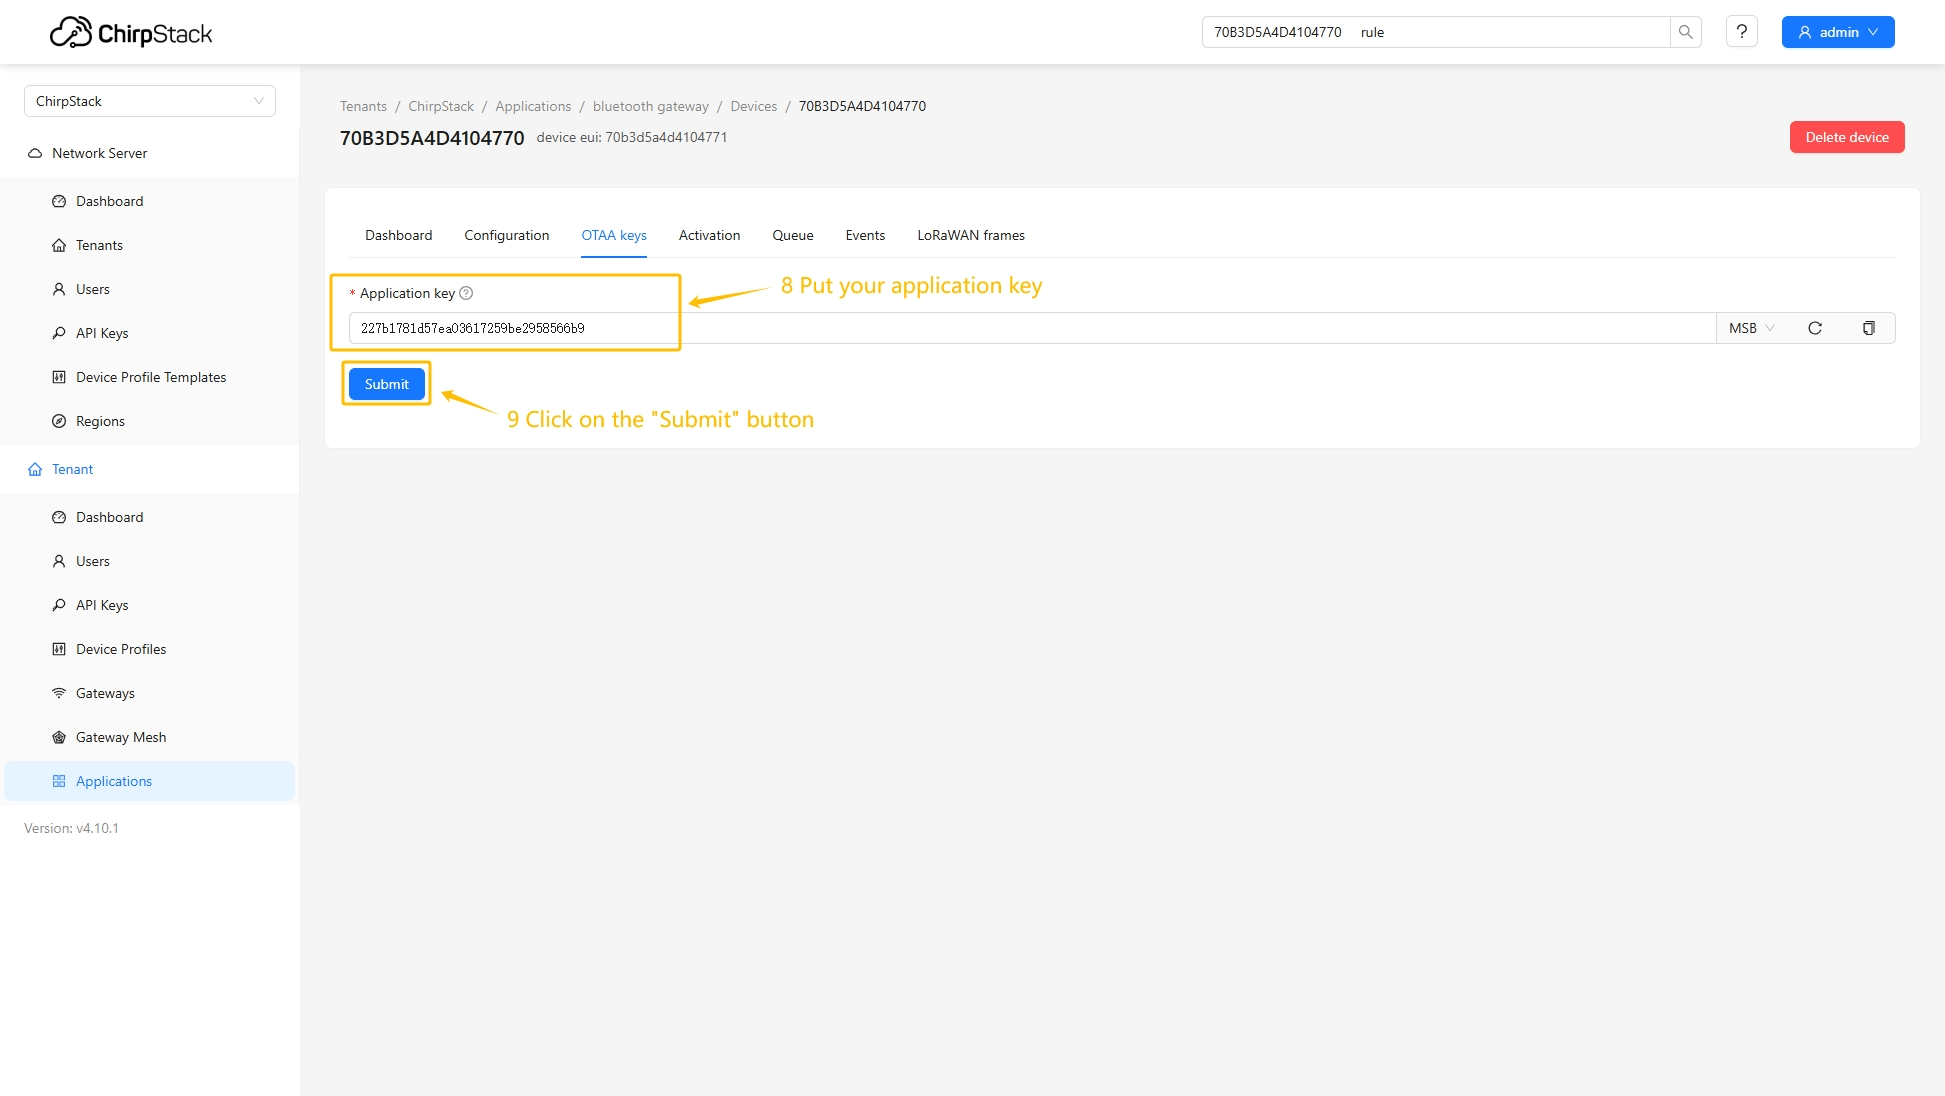 ChirpStack
70B3D5A4D4104770 rule
?
admin
ChirpStack
Network Server
Dashboard
Tenants
Users
API Keys
Device Profile Templates
Regions
Tenant
Dashboard
Users
API Keys
Device Profiles
Gateways
Gateway Mesh
Applications
Version: v4.10.1
Tenants / ChirpStack / Applications / bluetooth gateway / Devices / 70B3D5A4D4104770
70B3D5A4D4104770 device eui: 70b3d5a4d4104771
Delete device
Dashboard Configuration OTAA keys Activation Queue Events LoRaWAN frames
* Application key ?
8 Put your application key
227b1781d57ea03617259be2958566b9
MSB
Submit
9 Click on the "Submit" button